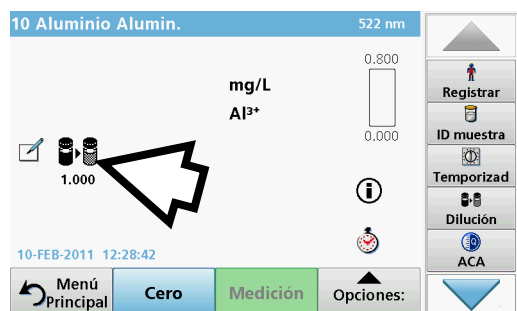 10 Aluminio Alumin.
522 nm
0.800
mg/L
Al³⁺
0.000
1.000
10-FEB-2011 12:28:42
Menú
Principal
Cero
Medición
Opciones:
Registrar
ID muestra
Temporizad
Dilución
ACA